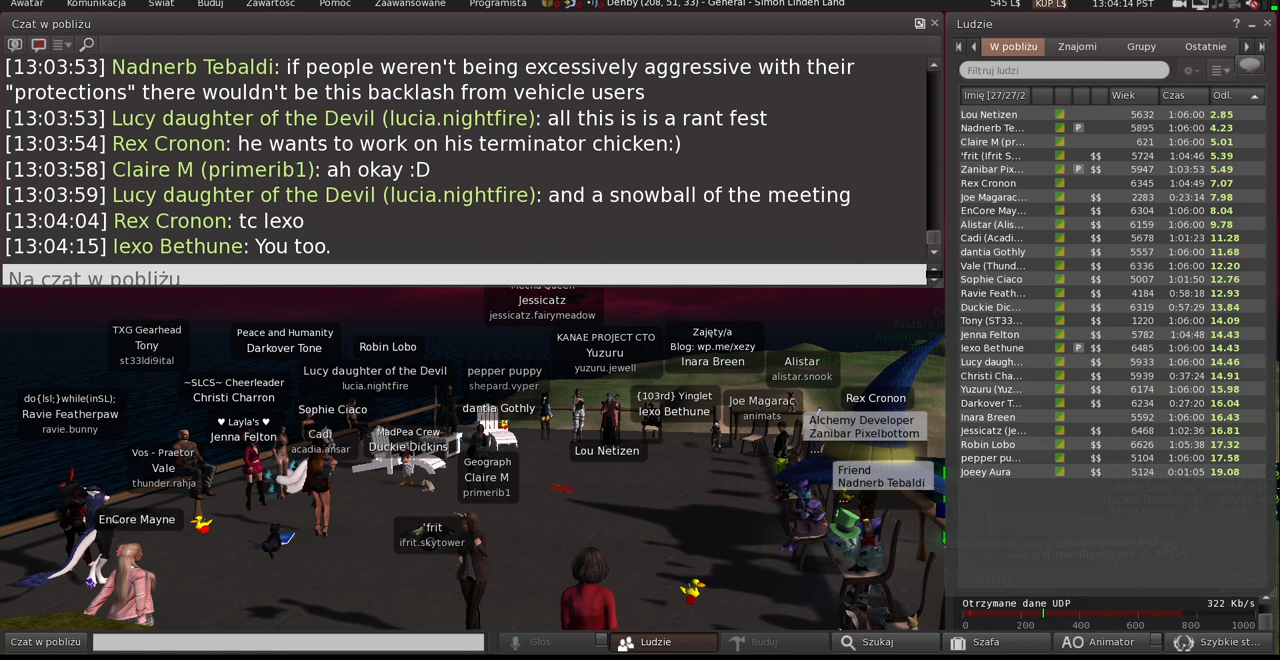 Awatar Komunikacja Świat Buduj Zawartość Pomoc Zaawansowane Programista Denby (208, 51, 33) - General - Simon Linden Land 545 L$ KUP L$ 13:04:14 PST
Czat w pobliżu
[13:03:53] Nadnerb Tebaldi: if people weren't being excessively aggressive with their
"protections" there wouldn't be this backlash from vehicle users
[13:03:53] Lucy daughter of the Devil (lucia.nightfire): all this is is a rant fest
[13:03:54] Rex Cronon: he wants to work on his terminator chicken:)
[13:03:58] Claire M (primerib1): ah okay :D
[13:03:59] Lucy daughter of the Devil (lucia.nightfire): and a snowball of the meeting
[13:04:04] Rex Cronon: tc Iexo
[13:04:15] Iexo Bethune: You too.
Na czat w pobliżu
Jessicatz
jessicatz.fairymeadow
TXG Gearhead
Tony
st33ldi9ital
Peace and Humanity
Darkover Tone
Robin Lobo
KANAE PROJECT CTO
Yuzuru
yuzuru.jewell
Zajęty/a
Blog: wp.me/xezy
Inara Breen
Alistar
alistar.snook
Lucy daughter of the Devil
lucia.nightfire
pepper puppy
shepard.vyper
~SLCS~ Cheerleader
Christi Charron
do{lsl;}while(inSL);
Ravie Featherpaw
ravie.bunny
Sophie Ciaco
dantia Gothly
{103rd} Yinglet
Iexo Bethune
Joe Magarac
animats
Rex Cronon
♥ Layla's ♥
Jenna Felton
Cadi
acadia.ansar
MadPea Crew
Duckie Dickins
Alchemy Developer
Zanibar Pixelbottom
....
Lou Netizen
Vos - Praetor
Vale
thunder.rahja
Geograph
Claire M
primerib1
Friend
Nadnerb Tebaldi
EnCore Mayne
'frit
ifrit.skytower
Ludzie
? _ ×
W pobliżu Znajomi Grupy Ostatnie
Filtruj ludzi
Imię [27/27/2 Wiek Czas Odl.
Lou Netizen 5632 1:06:00 2.85
Nadnerb Te... P 5895 1:06:00 4.23
Claire M (pr... 621 1:06:00 5.01
'frit (Ifrit S... $$ 5724 1:04:46 5.39
Zanibar Pix... P $$ 5947 1:03:53 5.49
Rex Cronon 6345 1:04:49 7.07
Joe Magarac... $$ 2283 0:23:14 7.98
EnCore May... $$ 6304 1:06:00 8.04
Alistar (Alis... $$ 6159 1:06:00 9.78
Cadi (Acadi... $$ 5678 1:01:23 11.28
dantia Gothly $$ 5557 1:06:00 11.68
Vale (Thund... $$ 6336 1:06:00 12.20
Sophie Ciaco $$ 5007 1:01:50 12.76
Ravie Feath... $$ 4184 0:58:18 12.93
Duckie Dic... $$ 6319 0:57:29 13.84
Tony (ST33... $$ 1220 1:06:00 14.09
Jenna Felton $$ 5782 1:04:48 14.43
Iexo Bethune P $$ 6485 1:06:00 14.43
Lucy daugh... $$ 5933 1:06:00 14.46
Christi Cha... $$ 5939 0:37:24 14.91
Yuzuru (Yuz... $$ 6174 1:06:00 15.98
Darkover T... $$ 6234 0:27:20 16.04
Inara Breen 5592 1:06:00 16.43
Jessicatz (Je... $$ 6468 1:02:36 16.81
Robin Lobo $$ 6626 1:05:38 17.32
pepper pu... $$ 5104 1:06:00 17.58
Joeey Aura $$ 5124 0:01:05 19.08
Otrzymane dane UDP 322 Kb/s
0 200 400 600 800 1000
Czat w pobliżu Głos Ludzie Buduj Szukaj Szafa AO Animator Szybkie st...